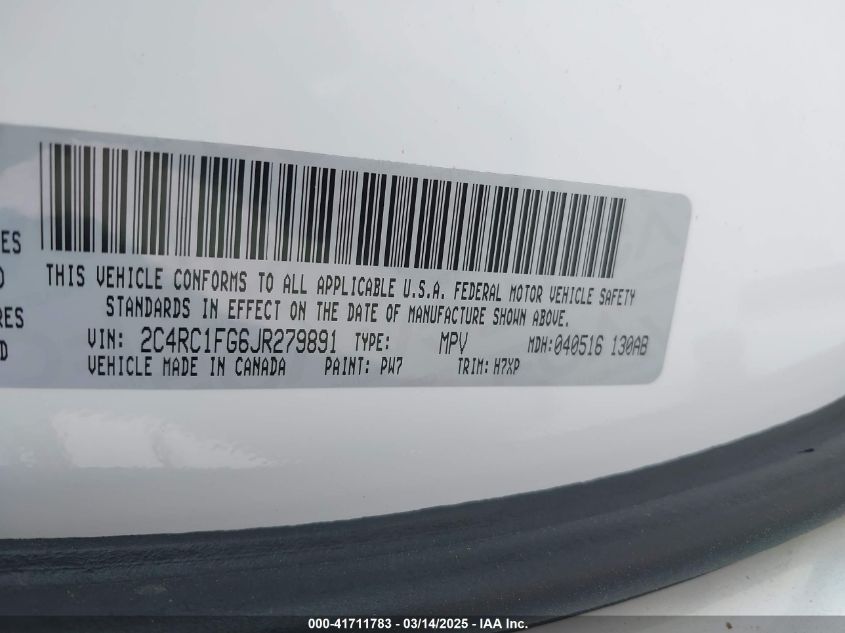 ES
THIS VEHICLE CONFORMS TO ALL APPLICABLE U.S.A. FEDERAL MOTOR VEHICLE SAFETY
STANDARDS IN EFFECT ON THE DATE OF MANUFACTURE SHOWN ABOVE.
RES
VIN: 2C4RC1FG6JR279891 TYPE: MPV MDH:040516 130AB
D
VEHICLE MADE IN CANADA PAINT: PW7 TRIM: H7XP
000-41711783 - 03/14/2025 - IAA Inc.